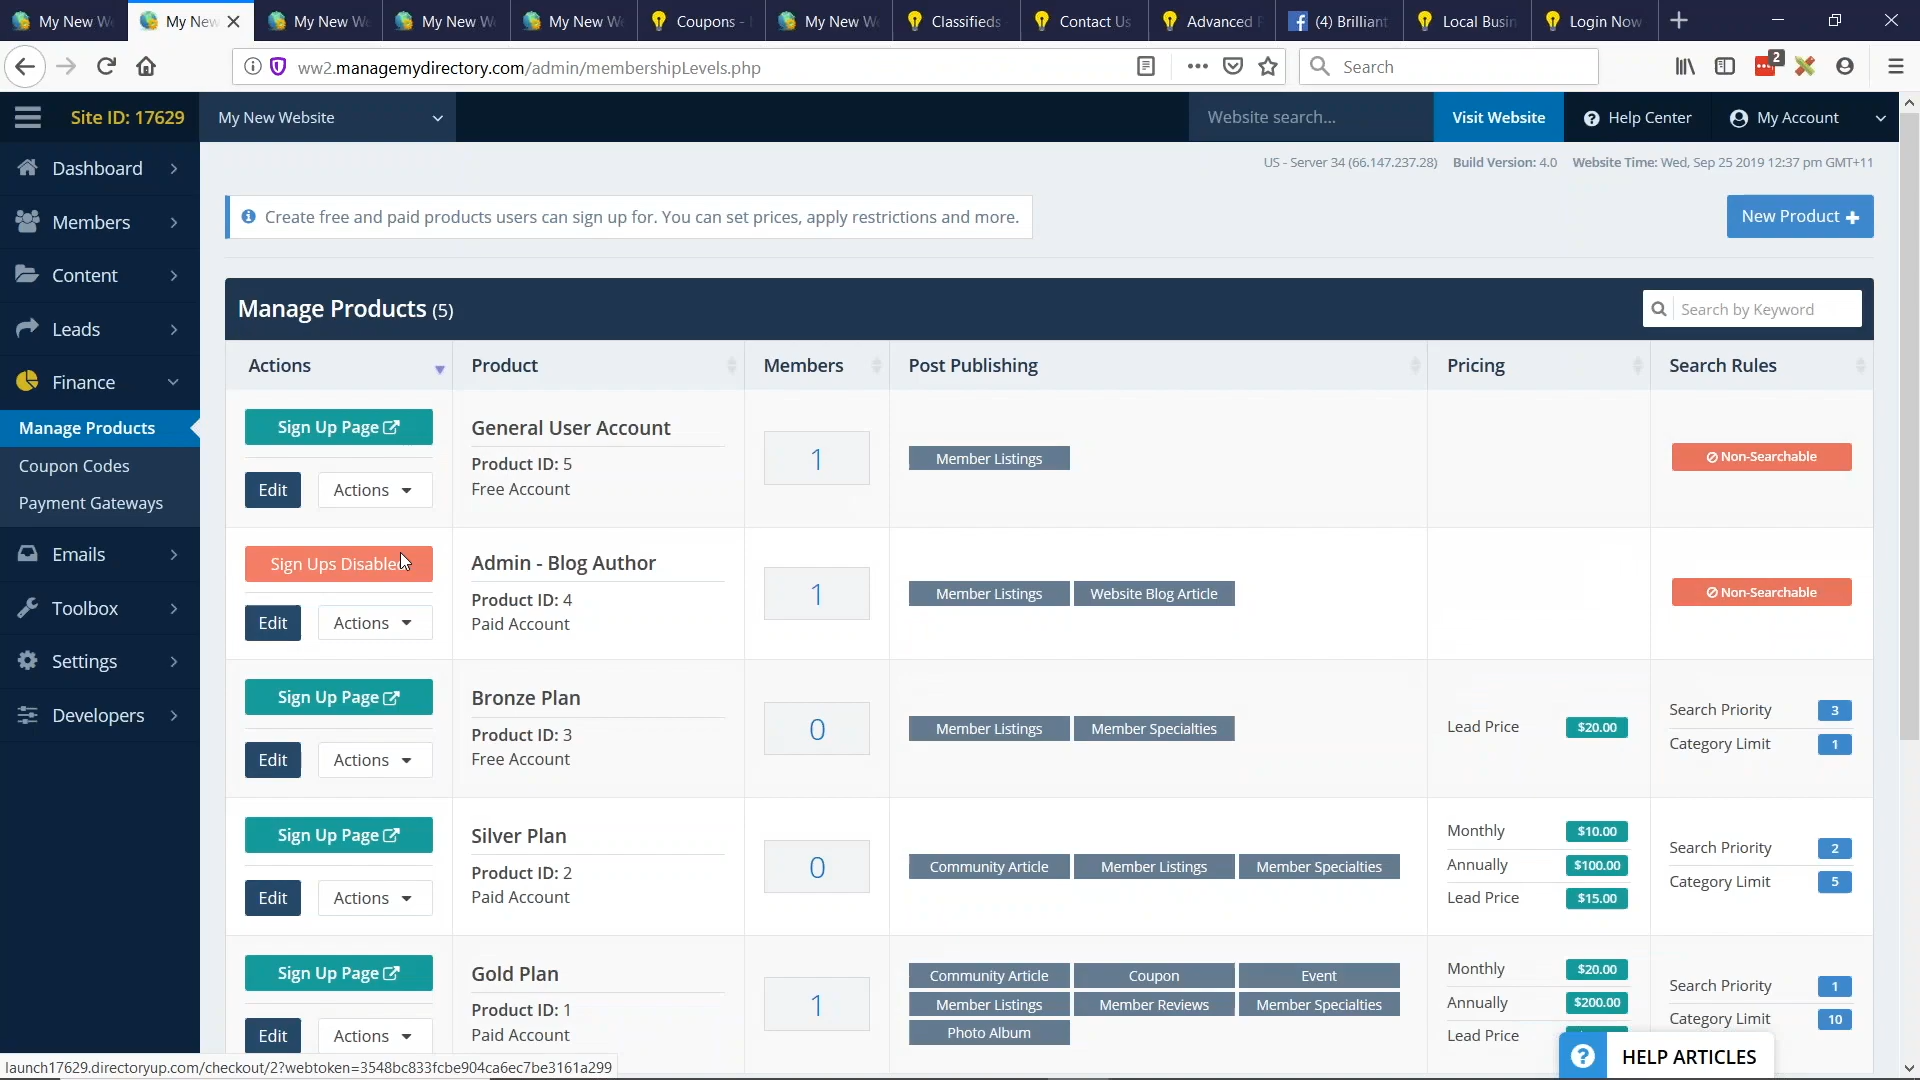 My New W
My New
My New W
My New W
My New W
Coupons -
My New W
Classifieds
Contact Us
Advanced
(4) Brilliant
Local Busin
Login Now
ww2.managemydirectory.com/admin/membershipLevels.php
Search
2
Site ID: 17629
My New Website
Website search...
Visit Website
Help Center
My Account
US - Server 34 (66.147.237.28) Build Version: 4.0 Website Time: Wed, Sep 25 2019 12:37 pm GMT+11
Dashboard
Members
Content
Leads
Finance
Manage Products
Coupon Codes
Payment Gateways
Emails
Toolbox
Settings
Developers
Create free and paid products users can sign up for. You can set prices, apply restrictions and more.
New Product
Manage Products (5)
Search by Keyword
Actions Product Members Post Publishing Pricing Search Rules
Sign Up Page
Edit
Actions
General User Account
Product ID: 5
Free Account
1
Member Listings
Non-Searchable
Sign Ups Disabled
Edit
Actions
Admin - Blog Author
Product ID: 4
Paid Account
1
Member Listings
Website Blog Article
Non-Searchable
Sign Up Page
Edit
Actions
Bronze Plan
Product ID: 3
Free Account
0
Member Listings
Member Specialties
Lead Price $20.00
Search Priority 3
Category Limit 1
Sign Up Page
Edit
Actions
Silver Plan
Product ID: 2
Paid Account
0
Community Article
Member Listings
Member Specialties
Monthly $10.00
Annually $100.00
Lead Price $15.00
Search Priority 2
Category Limit 5
Sign Up Page
Edit
Actions
Gold Plan
Product ID: 1
Paid Account
1
Community Article
Coupon
Event
Member Listings
Member Reviews
Member Specialties
Photo Album
Monthly $20.00
Annually $200.00
Lead Price
Search Priority 1
Category Limit 10
HELP ARTICLES
launch17629.directoryup.com/checkout/2?webtoken=3548bc833fcbe904ca6ec7be3161a299